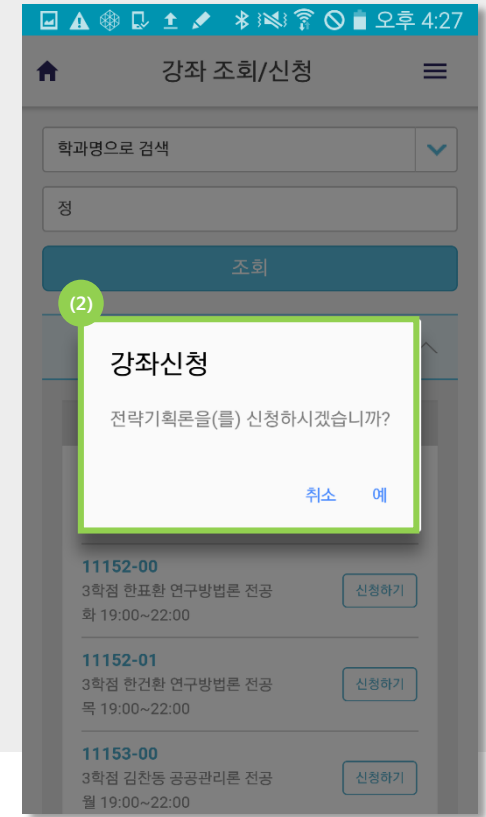 오후 4:27
강좌 조회/신청
학과명으로 검색
정
조회
(2)
강좌신청
전략기획론을(를) 신청하시겠습니까?
취소 예
11152-00
3학점 한표환 연구방법론 전공
화 19:00~22:00
신청하기
11152-01
3학점 한건환 연구방법론 전공
목 19:00~22:00
신청하기
11153-00
3학점 김찬동 공공관리론 전공
월 19:00~22:00
신청하기